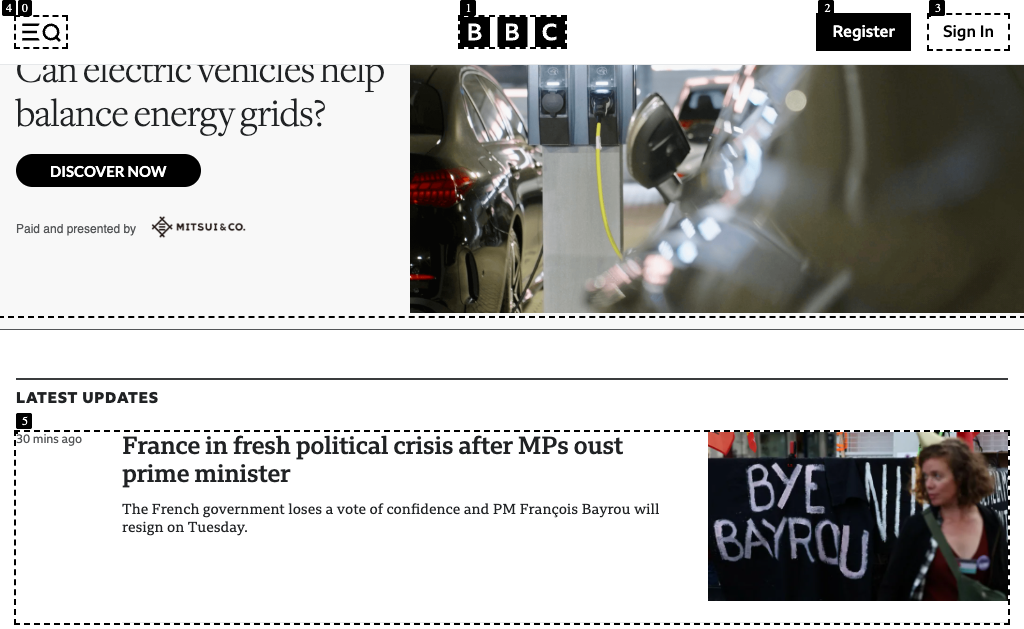 4 0
1
2
3
BBC
Register
Sign In
Can electric vehicles help
balance energy grids?
DISCOVER NOW
Paid and presented by MITSUI & CO.
LATEST UPDATES
5
30 mins ago
France in fresh political crisis after MPs oust
prime minister
The French government loses a vote of confidence and PM François Bayrou will
resign on Tuesday.
BYE
BAYROU